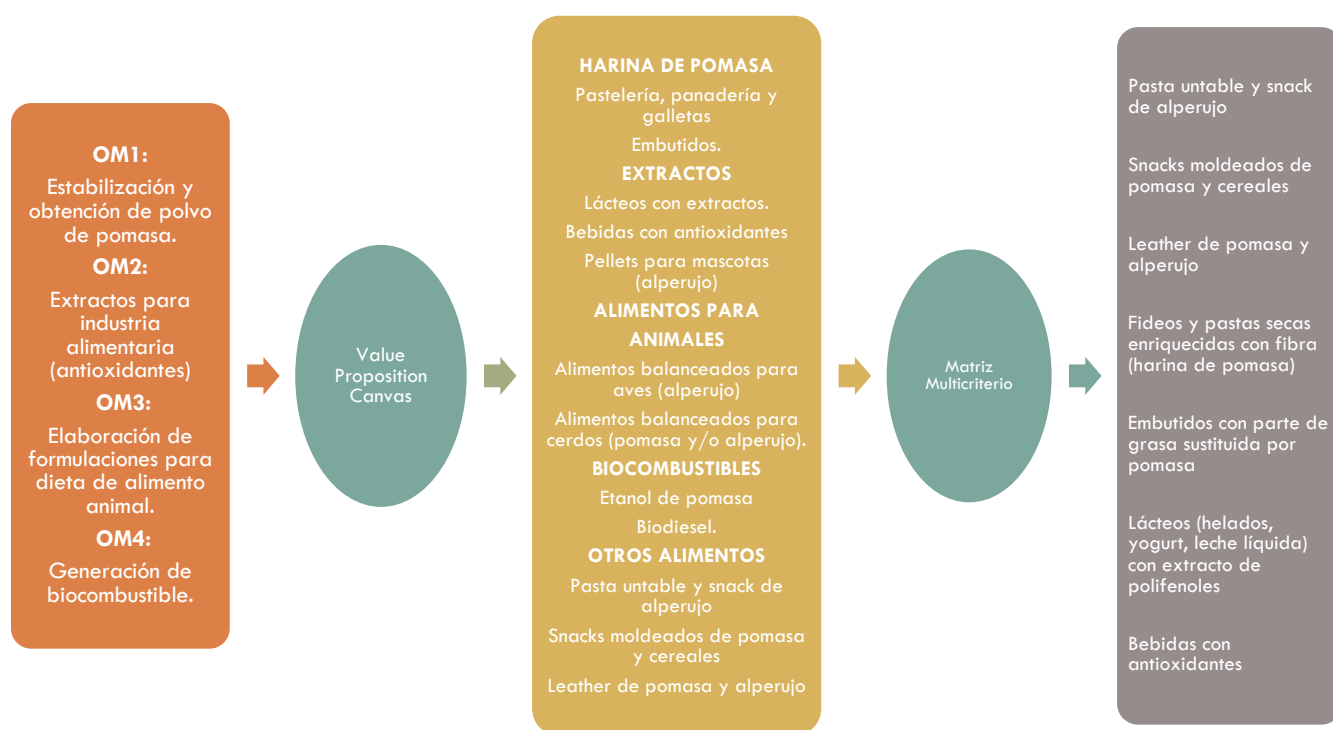 OM1:
Estabilización y
obtención de polvo
de pomasa.
OM2:
Extractos para
industria
alimentaria
(antioxidantes)
OM3:
Elaboración de
formulaciones para
dieta de alimento
animal.
OM4:
Generación de
biocombustible.
Value
Proposition
Canvas
HARINA DE POMASA
Pastelería, panadería y
galletas
Embutidos.
EXTRACTOS
Lácteos con extractos.
Bebidas con antioxidantes
Pellets para mascotas
(alperujo)
ALIMENTOS PARA
ANIMALES
Alimentos balanceados para
aves (alperujo)
Alimentos balanceados para
cerdos (pomasa y/o alperujo).
BIOCOMBUSTIBLES
Etanol de pomasa
Biodiesel.
OTROS ALIMENTOS
Pasta untable y snack de
alperujo
Snacks moldeados de pomasa
y cereales
Leather de pomasa y alperujo
Matriz
Multicriterio
Pasta untable y snack
de alperujo
Snacks moldeados de
pomasa y cereales
Leather de pomasa y
alperujo
Fideos y pastas secas
enriquecidas con fibra
(harina de pomasa)
Embutidos con parte de
grasa sustituida por
pomasa
Lácteos (helados,
yogurt, leche líquida)
con extracto de
polifenoles
Bebidas con
antioxidantes